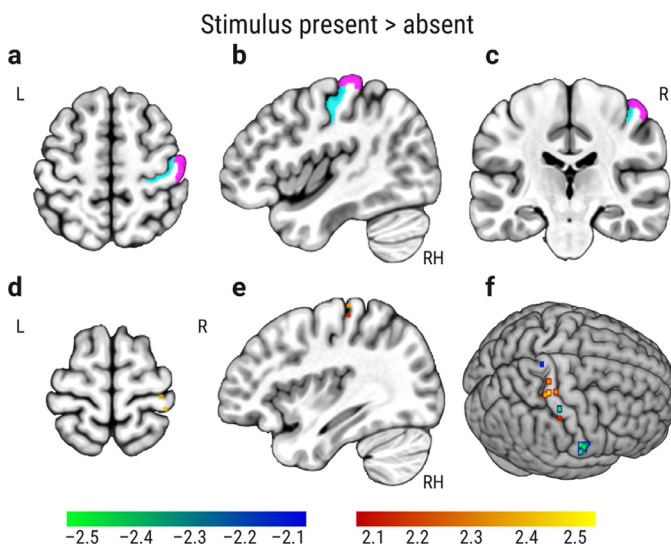 Stimulus present > absent
a
b
c
L
R
RH
d
e
f
L
R
RH
−2.5 −2.4 −2.3 −2.2 −2.1
2.1 2.2 2.3 2.4 2.5